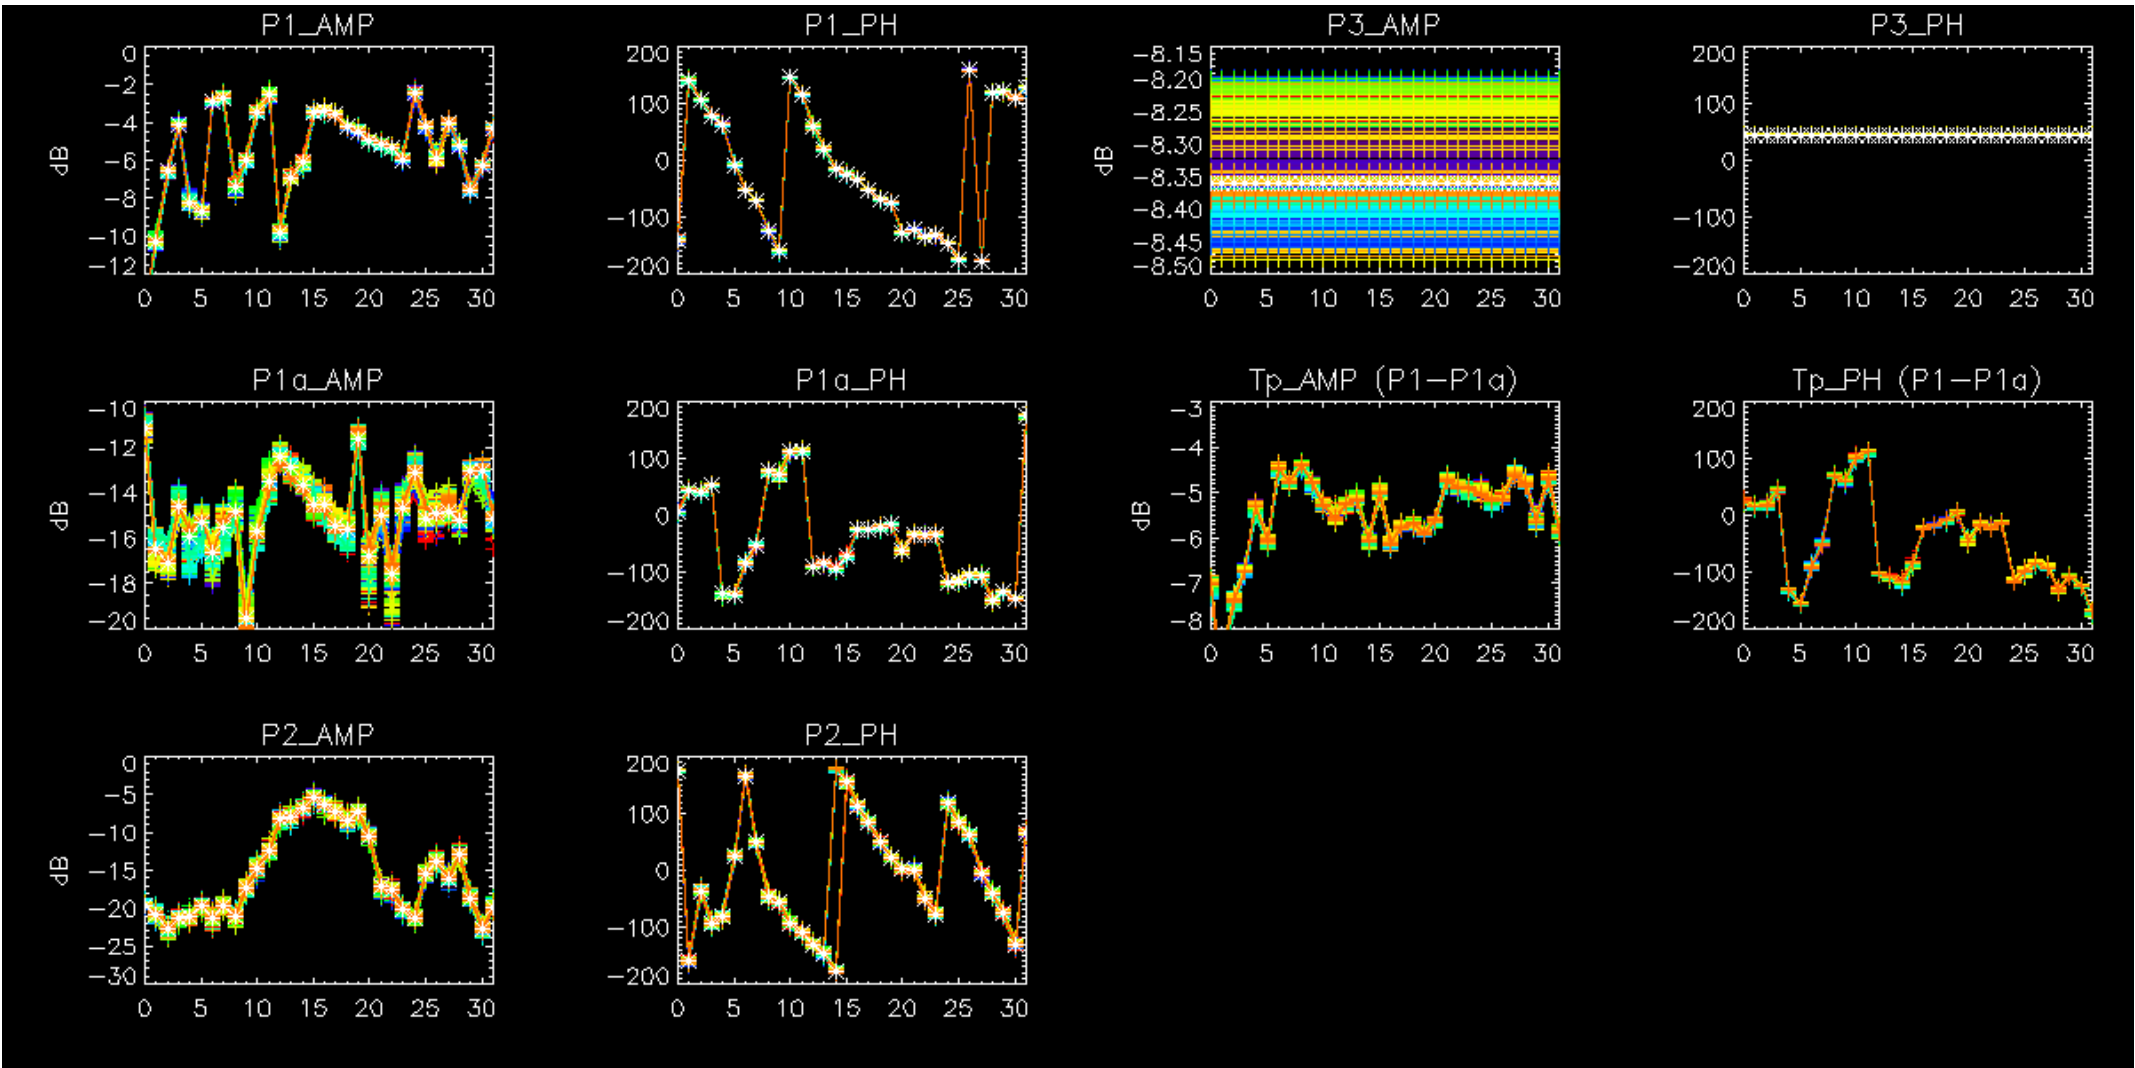 P1_AMP
dB
0
−2
−4
−6
−8
−10
−12
0 5 10 15 20 25 30
P1_PH
200
100
0
−100
−200
0 5 10 15 20 25 30
P3_AMP
dB
−8.15
−8.20
−8.25
−8.30
−8.35
−8.40
−8.45
−8.50
0 5 10 15 20 25 30
P3_PH
200
100
0
−100
−200
0 5 10 15 20 25 30
P1a_AMP
dB
−10
−12
−14
−16
−18
−20
0 5 10 15 20 25 30
P1a_PH
200
100
0
−100
−200
0 5 10 15 20 25 30
Tp_AMP (P1−P1a)
dB
−3
−4
−5
−6
−7
−8
0 5 10 15 20 25 30
Tp_PH (P1−P1a)
200
100
0
−100
−200
0 5 10 15 20 25 30
P2_AMP
dB
0
−5
−10
−15
−20
−25
−30
0 5 10 15 20 25 30
P2_PH
200
100
0
−100
−200
0 5 10 15 20 25 30